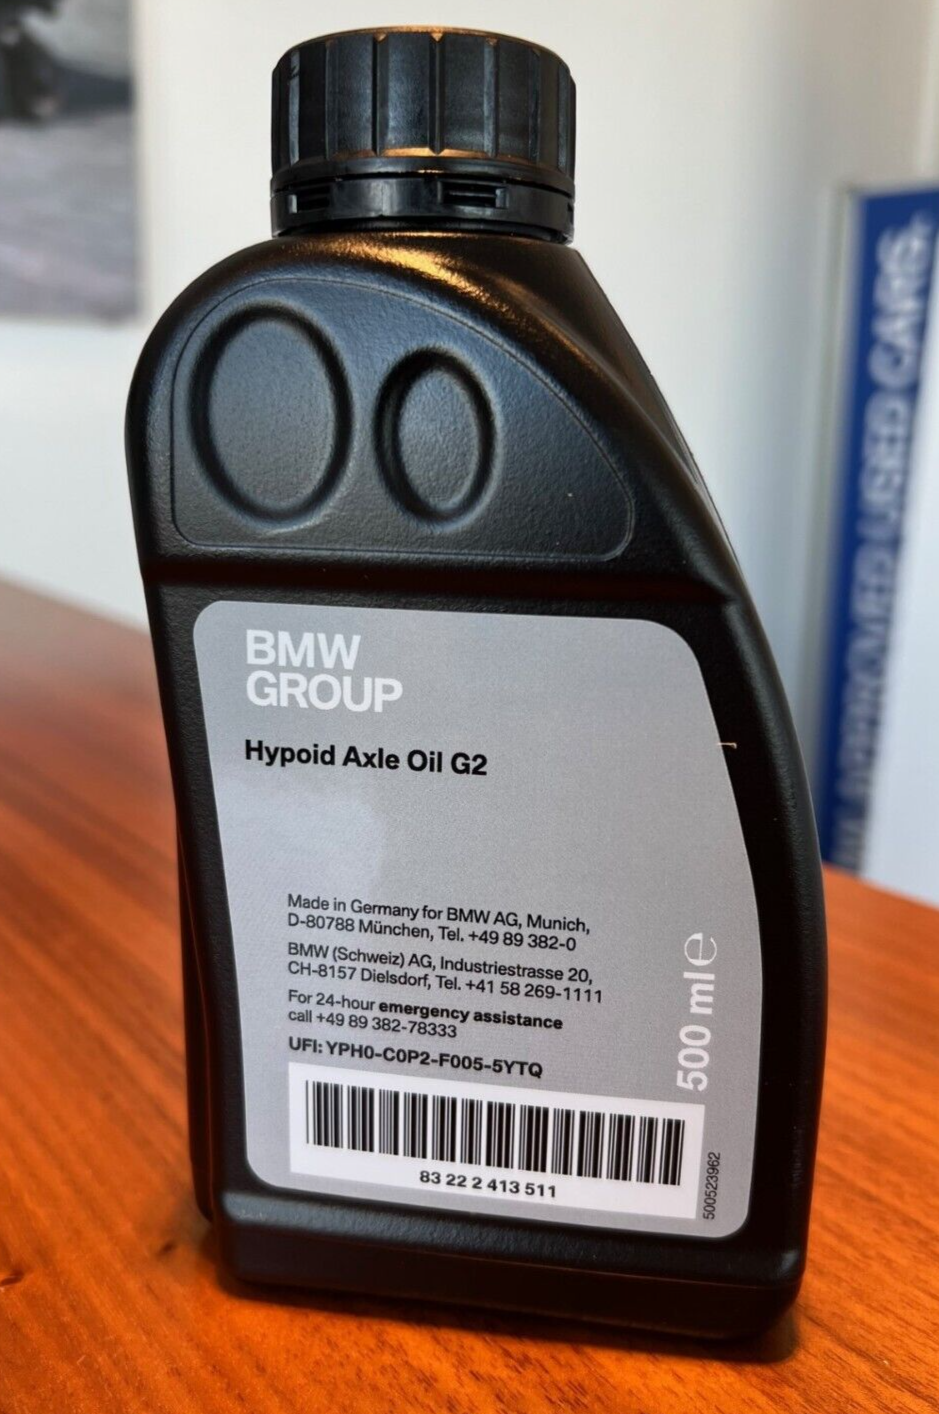 BMW
GROUP
Hypoid Axle Oil G2
Made in Germany for BMW AG, Munich,
D-80788 München, Tel. +49 89 382-0
BMW (Schweiz) AG, Industriestrasse 20,
CH-8157 Dielsdorf, Tel. +41 58 269-1111
For 24-hour emergency assistance
call +49 89 382-78333
UFI: YPH0-C0P2-F005-5YTQ
500 ml ℮
83 22 2 413 511
500523962
USED CARS.